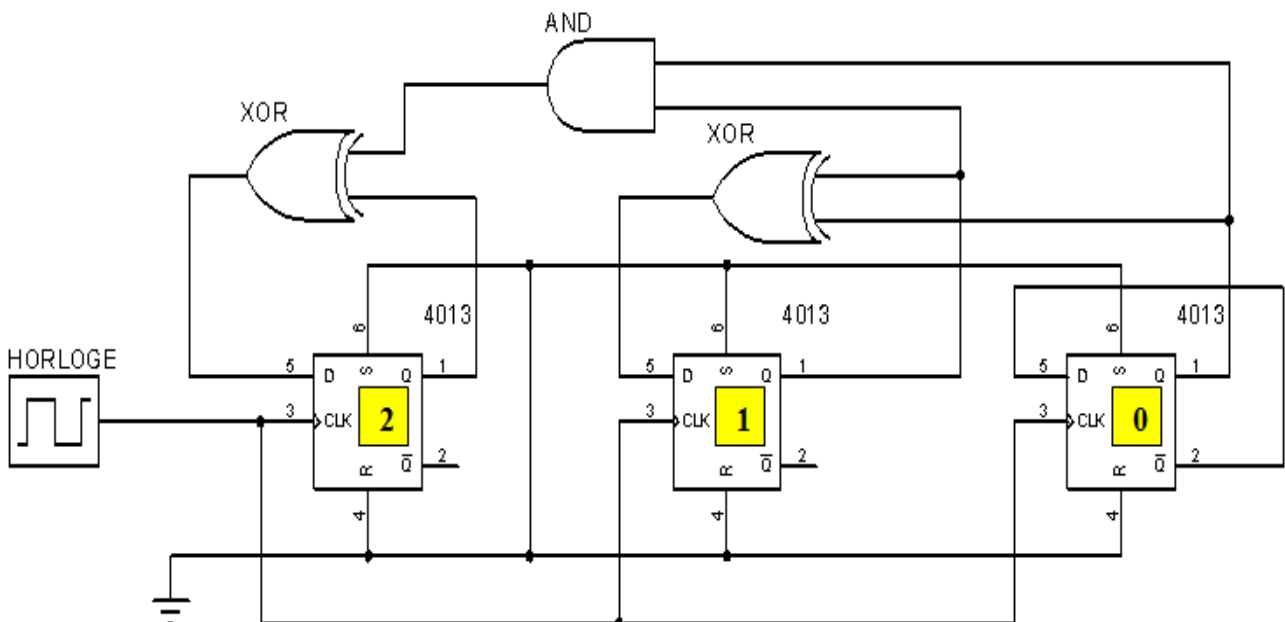 AND
XOR
XOR
4013
4013
4013
HORLOGE
6
6
6
5 D S Q 1
5 D S Q 1
5 D S Q 1
3 CLK 2
3 CLK 1
3 CLK 0
R Q̅ 2
R Q̅ 2
R Q̅ 2
4
4
4